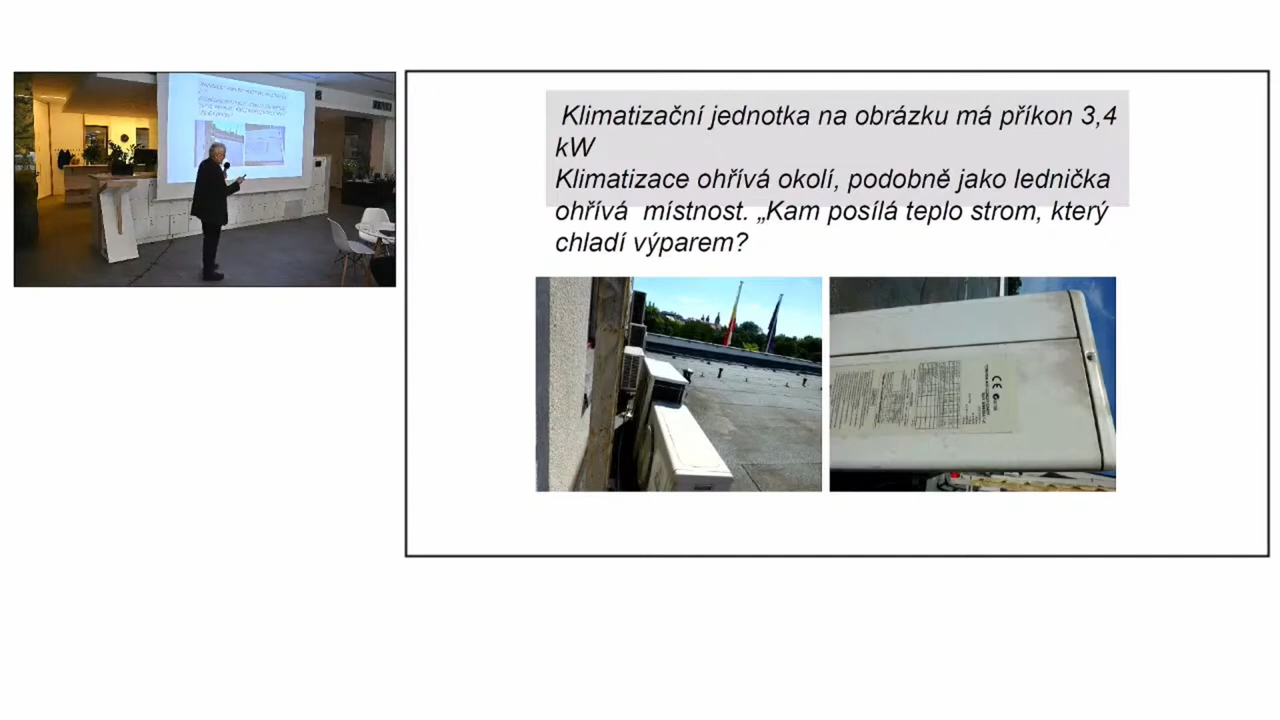 Klimatizační jednotka na obrázku má příkon 3,4
kW
Klimatizace ohřívá okolí, podobně jako lednička
ohřívá místnost. „Kam posílá teplo strom, který
chladí výparem?
CE